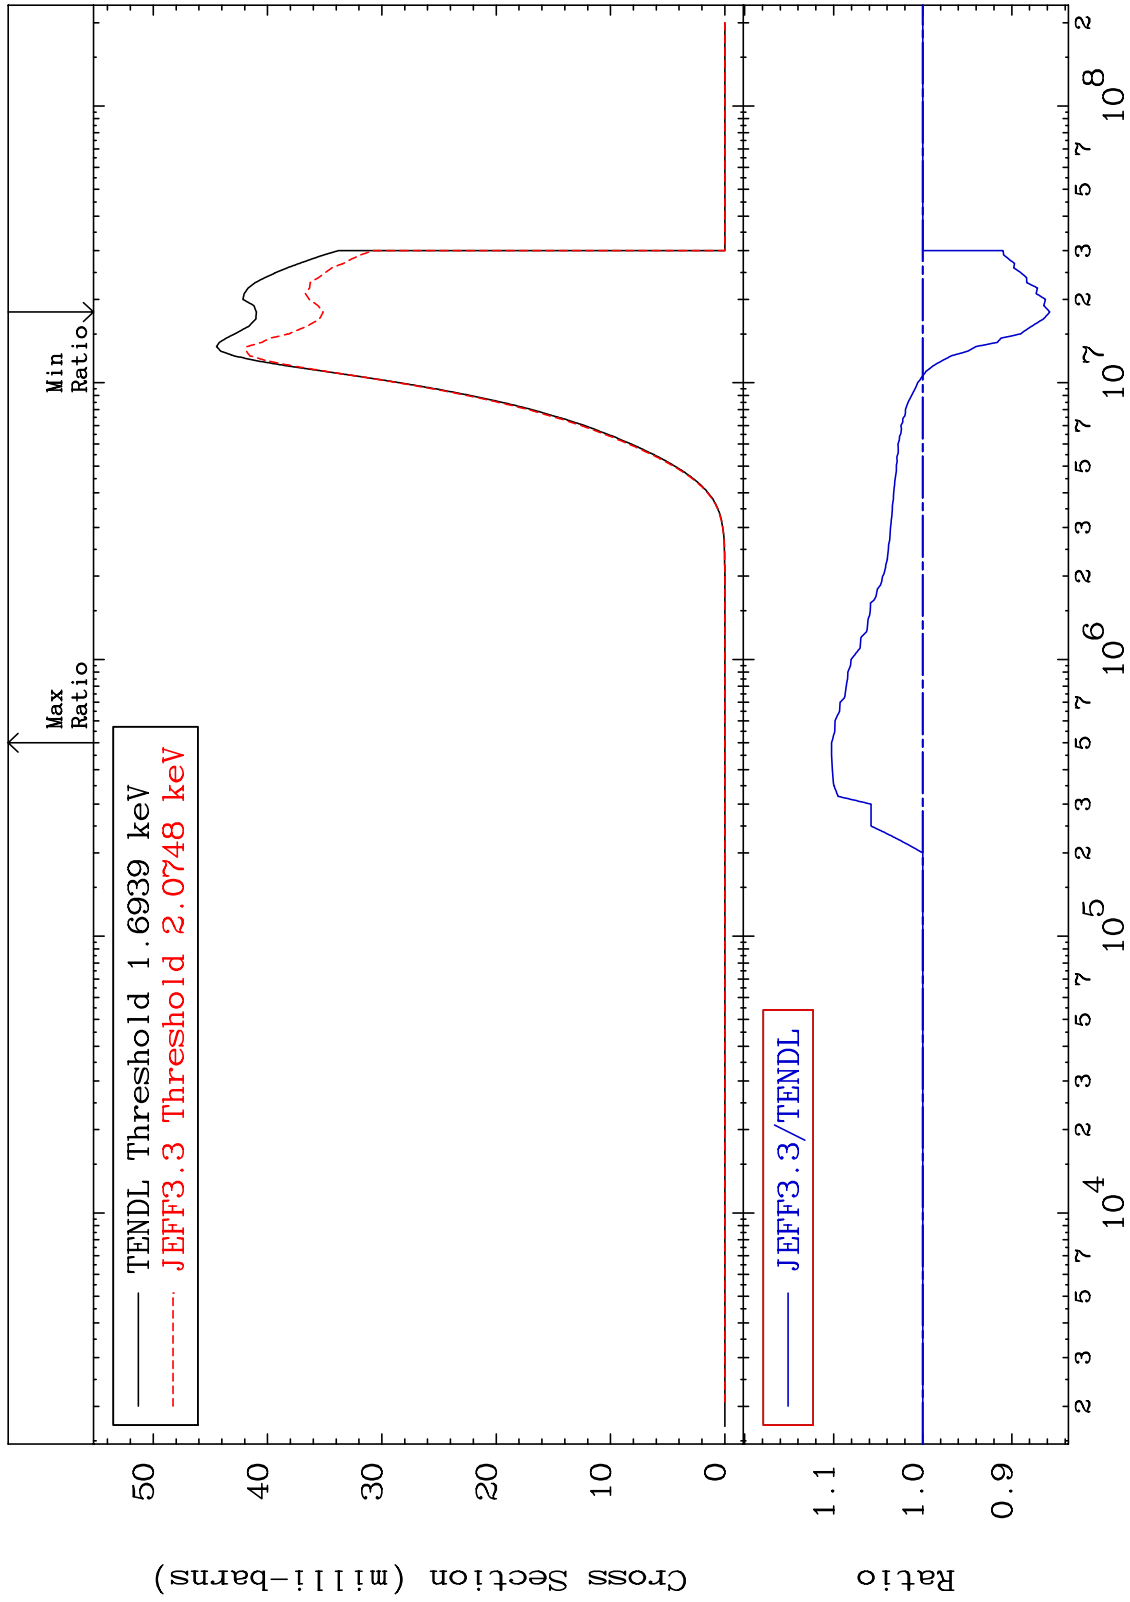 Max
Ratio
Min
Ratio
TENDL Threshold 1.6939 keV
JEFF3.3 Threshold 2.0748 keV
50
40
30
20
10
0
Cross Section (milli-barns)
JEFF3.3/TENDL
1.1
1.0
0.9
Ratio
2 3 5 7 10^4 2 3 5 7 10^5 2 3 5 7 10^6 2 3 5 7 10^7 2 3 5 7 10^8 2